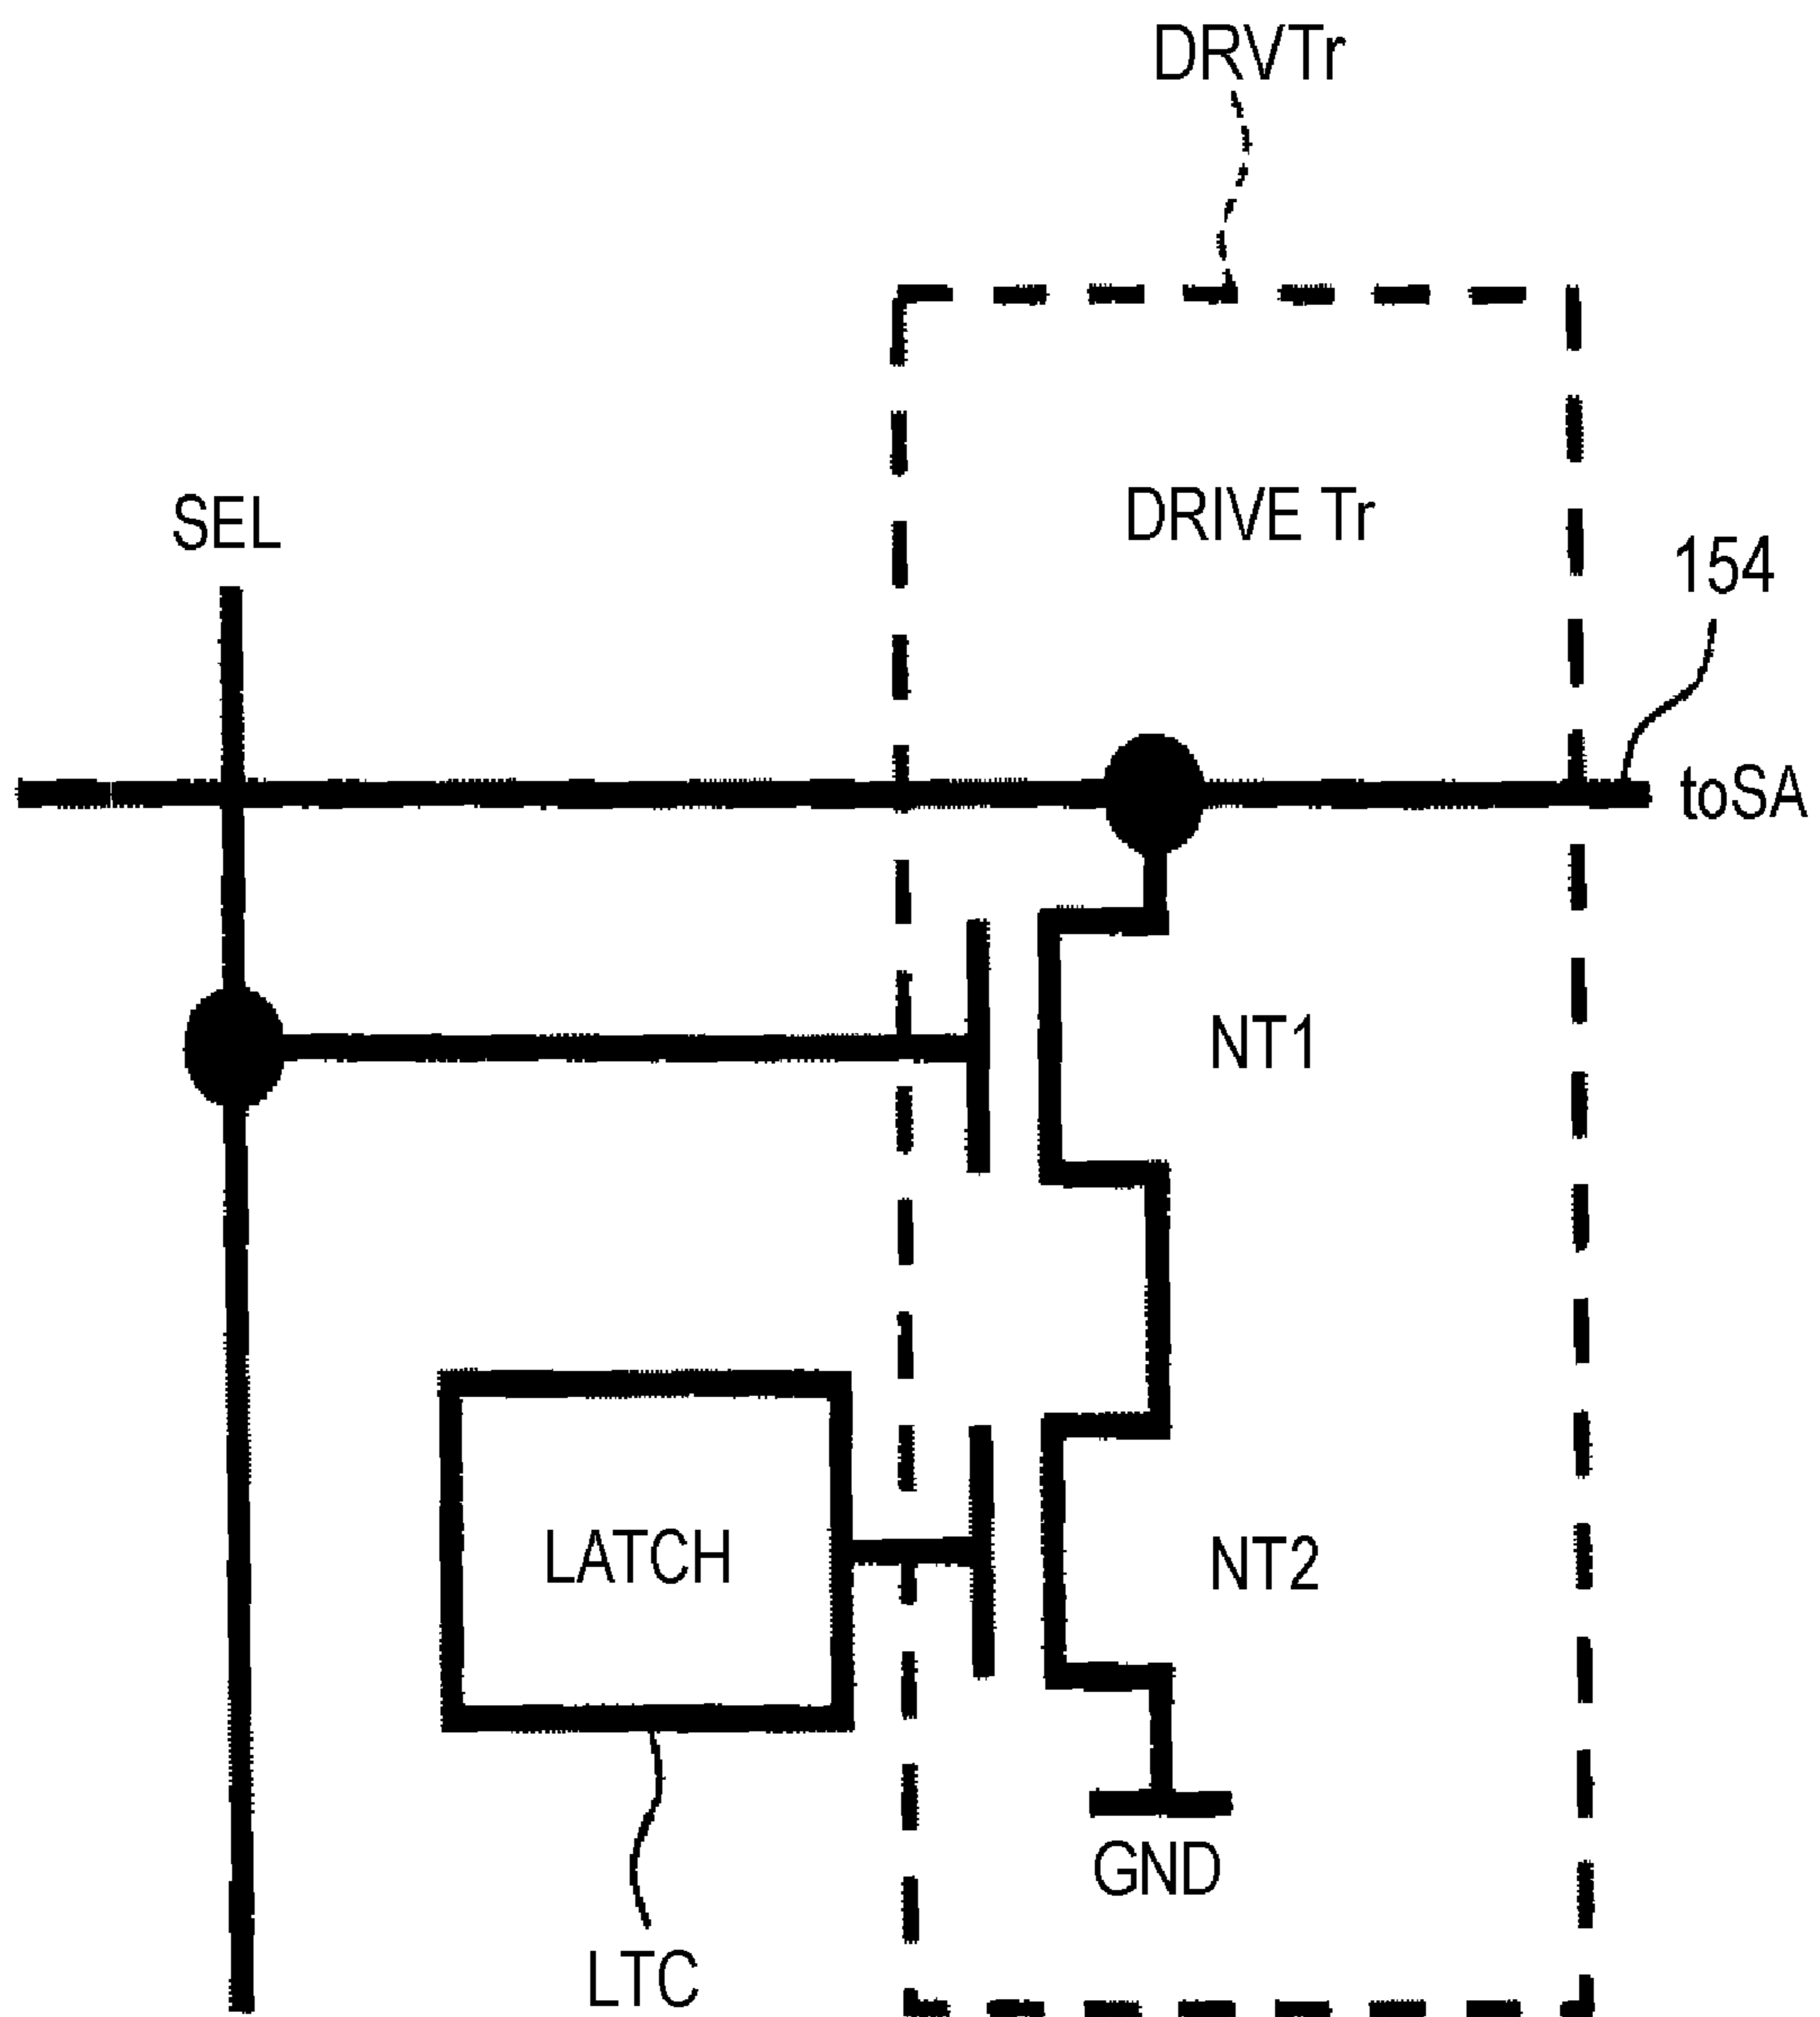 DRVTr
SEL
DRIVE Tr
154
toSA
NT1
LATCH
NT2
GND
LTC